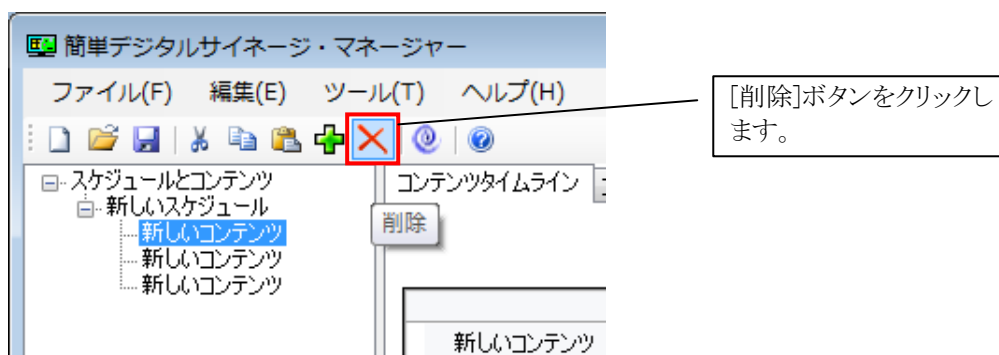 簡単デジタルサイネージ・マネージャー
ファイル(F) 編集(E) ツール(T) ヘルプ(H)
[削除]ボタンをクリックし
ます。
スケジュールとコンテンツ
新しいスケジュール
新しいコンテンツ
新しいコンテンツ
新しいコンテンツ
コンテンツタイムライン
削除
新しいコンテンツ